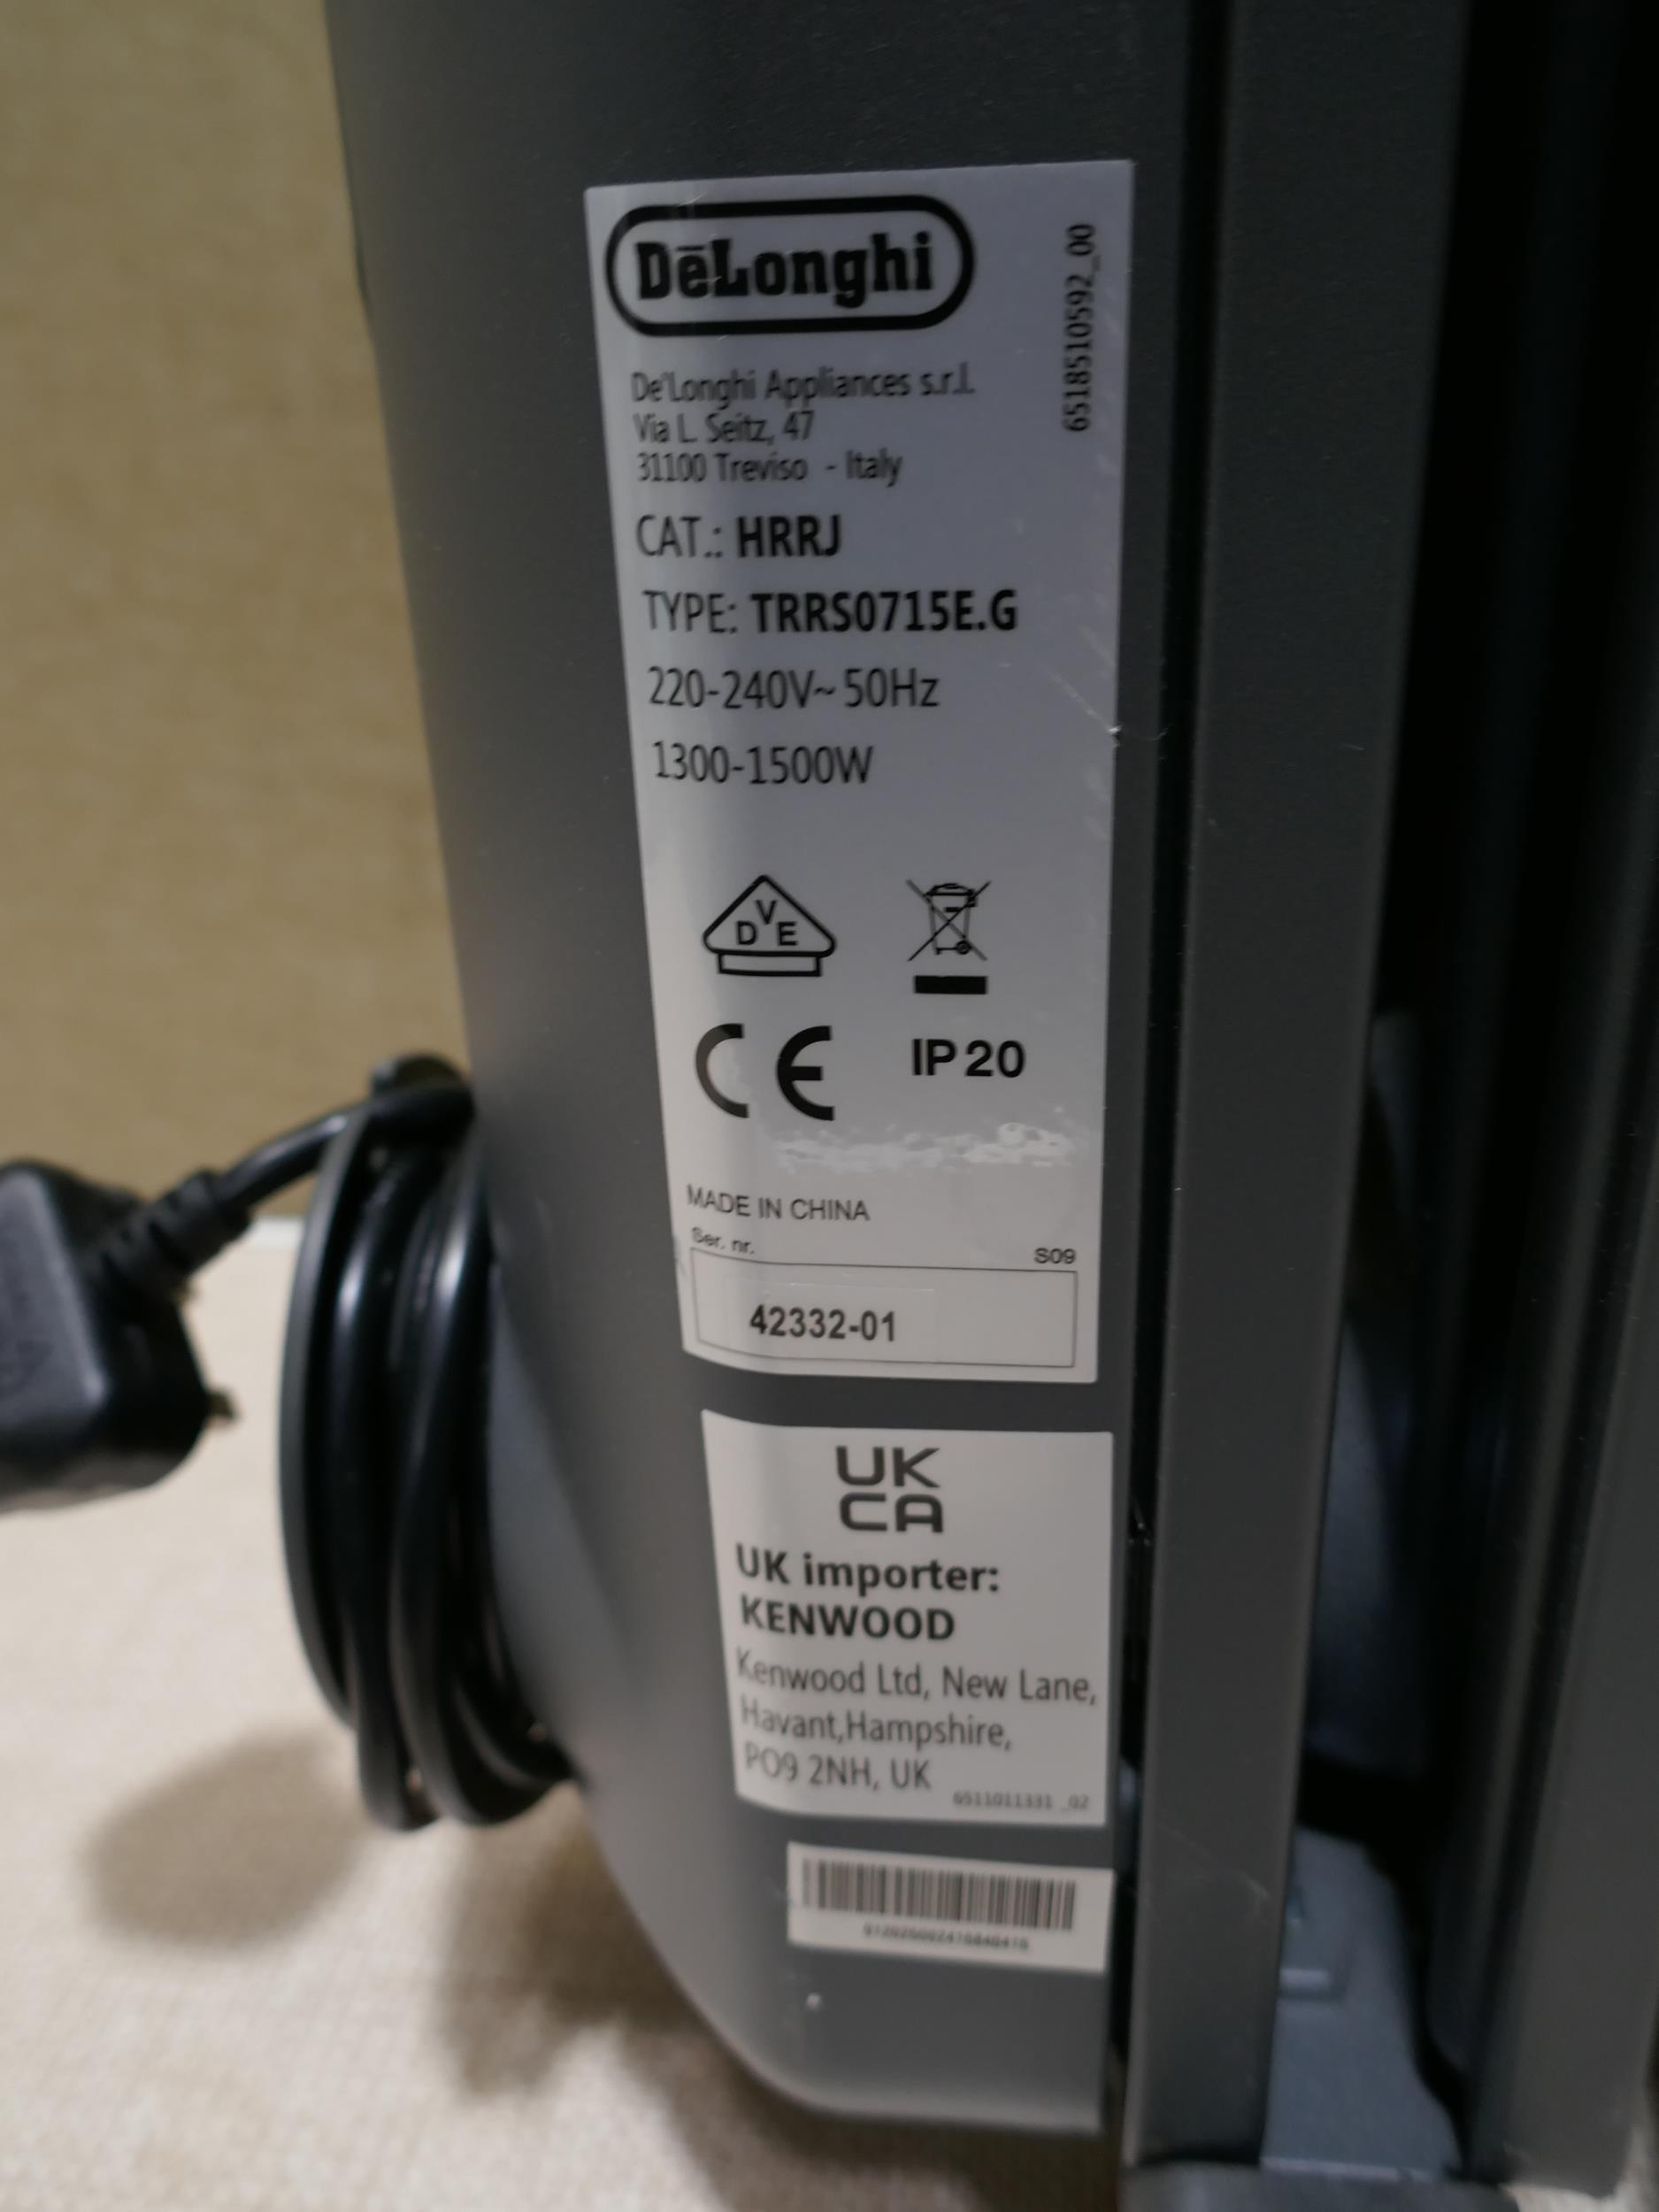 DēLonghi
6518510592_00
De'Longhi Appliances s.r.l.
Via L. Seitz, 47
31100 Treviso - Italy
CAT.: HRRJ
TYPE: TRRS0715E.G
220-240V~50Hz
1300-1500W
DVE
CE IP20
MADE IN CHINA
Ser. nr. S09
42332-01
UK
CA
UK importer:
KENWOOD
Kenwood Ltd, New Lane,
Havant,Hampshire,
PO9 2NH, UK
6511011331_02